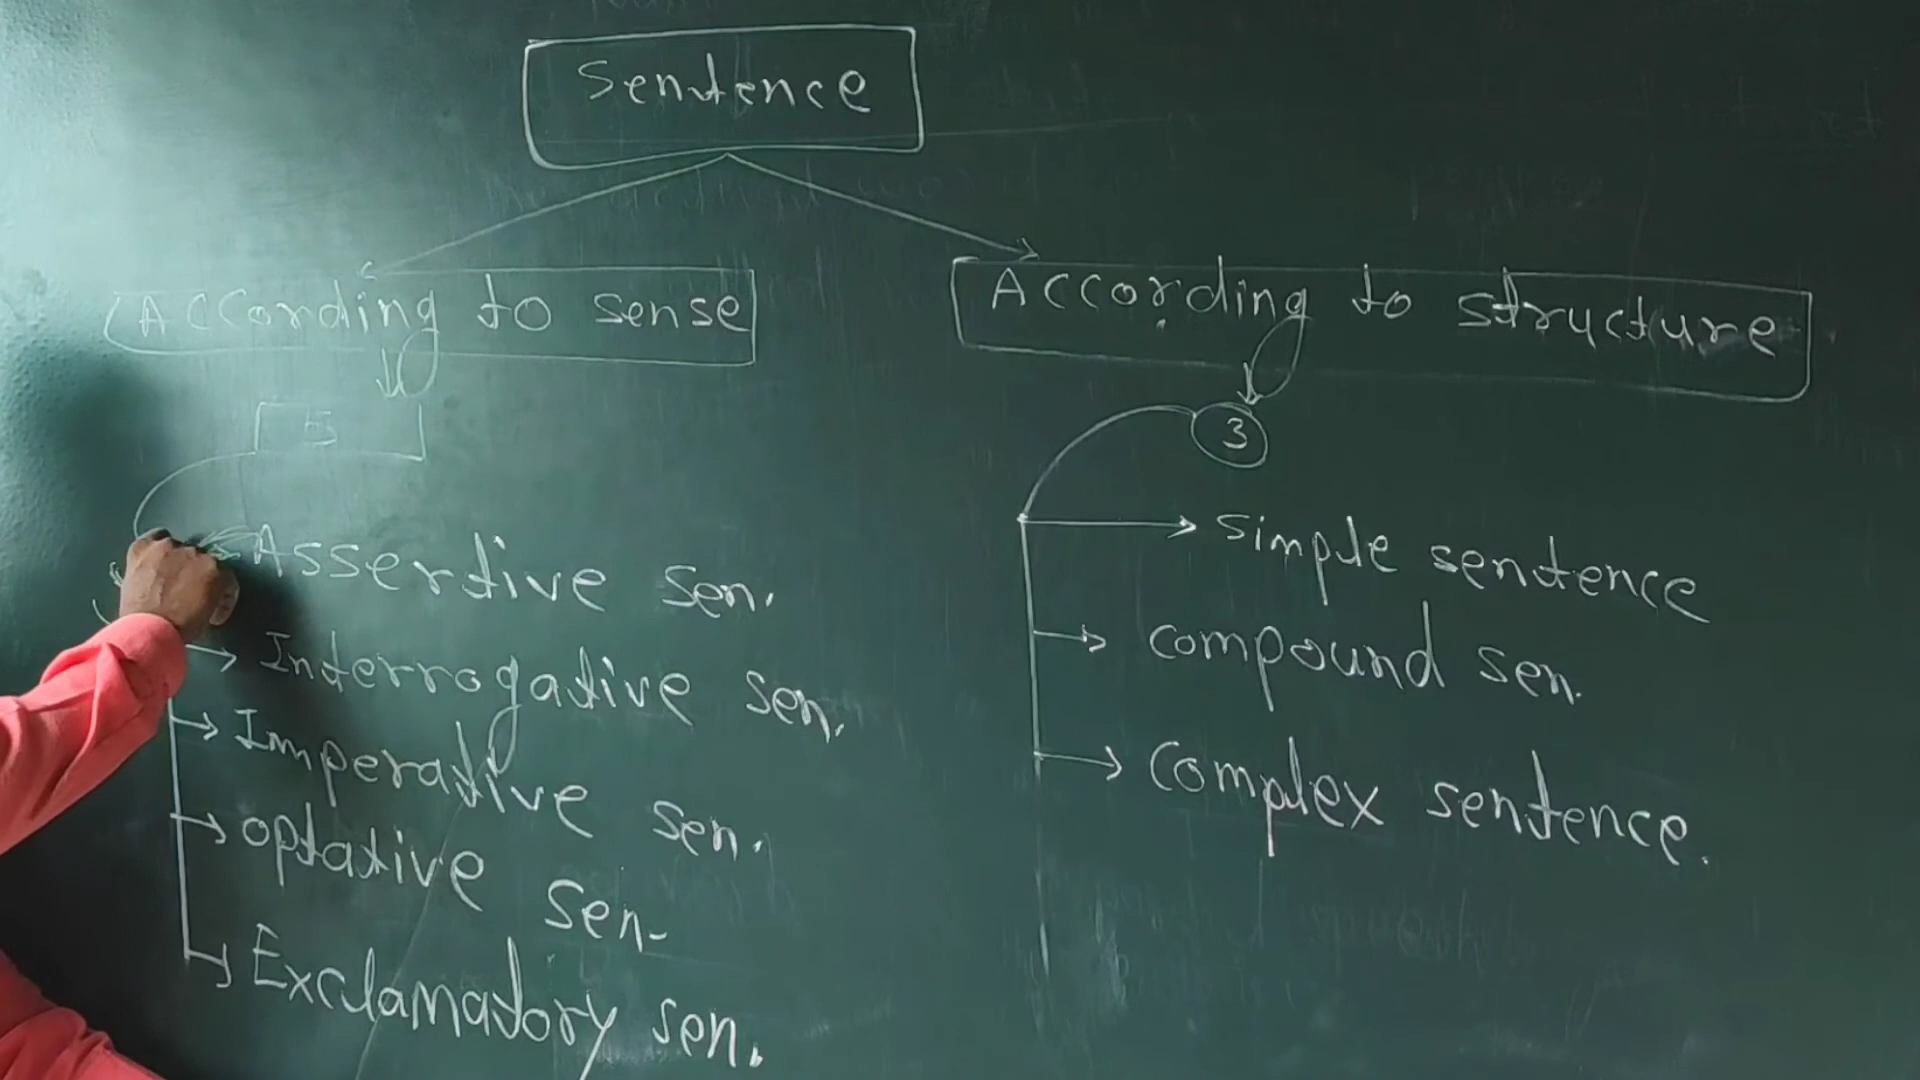 Sentence
According to sense
According to structure
5
3
Assertive sen.
Interrogative sen.
Imperative sen.
optative sen.
Exclamatory sen.
simple sentence
compound sen.
complex sentence.